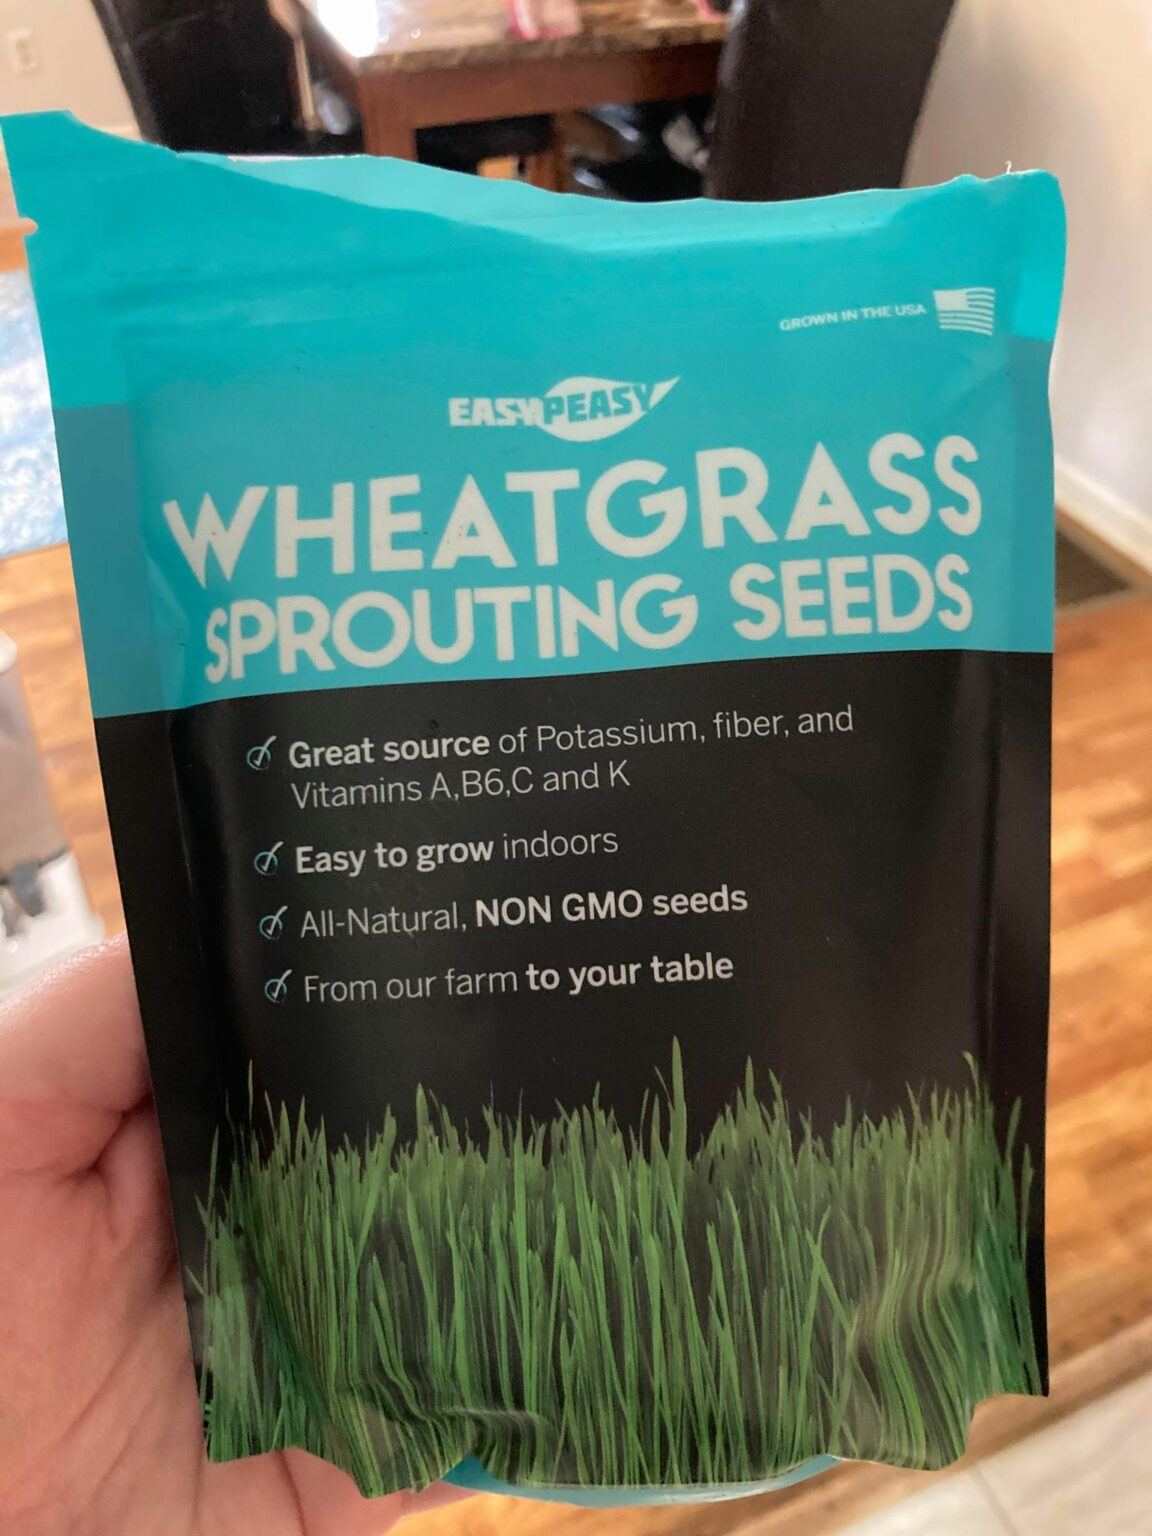 GROWN IN THE USA
EASYPEASY
WHEATGRASS
SPROUTING SEEDS
Great source of Potassium, fiber, and
Vitamins A,B6,C and K
Easy to grow indoors
All-Natural, NON GMO seeds
From our farm to your table